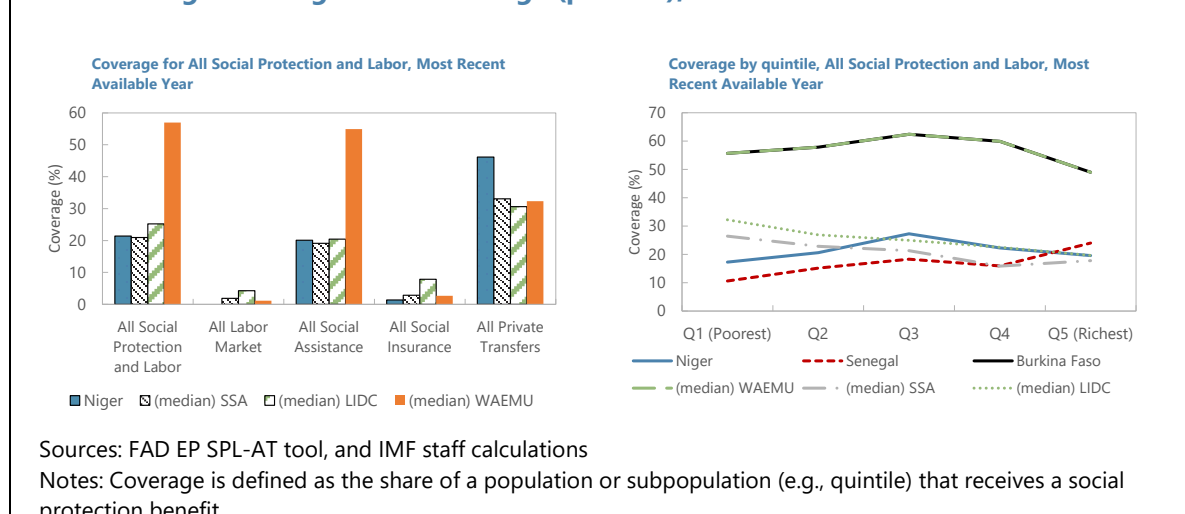 Coverage for All Social Protection and Labor, Most Recent
Available Year
60
50
40
30
20
10
0
Coverage (%)
All Social
Protection
and Labor
All Labor
Market
All Social
Assistance
All Social
Insurance
All Private
Transfers
Niger (median) SSA (median) LIDC (median) WAEMU
Coverage by quintile, All Social Protection and Labor, Most
Recent Available Year
70
60
50
40
30
20
10
0
Coverage (%)
Q1 (Poorest) Q2 Q3 Q4 Q5 (Richest)
Niger Senegal Burkina Faso
(median) WAEMU (median) SSA (median) LIDC
Sources: FAD EP SPL-AT tool, and IMF staff calculations
Notes: Coverage is defined as the share of a population or subpopulation (e.g., quintile) that receives a social
protection benefit